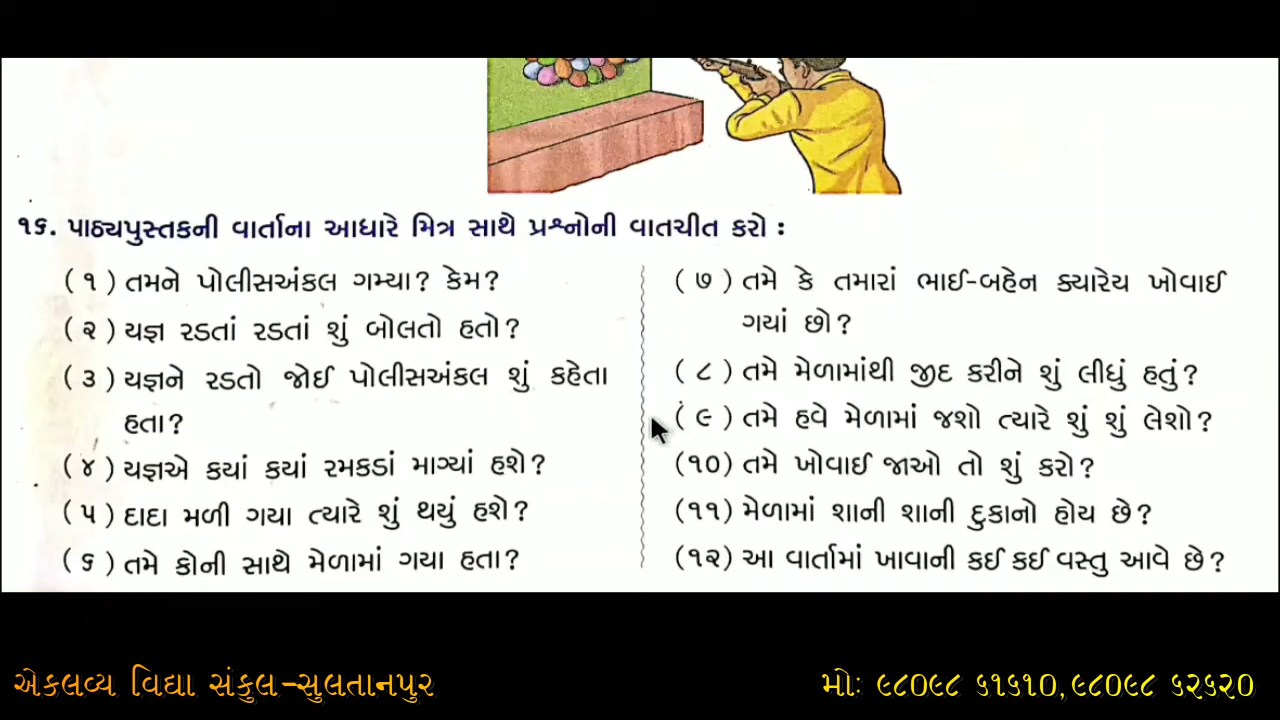 ૧૬. પાઠ્યપુસ્તકની વાર્તાના આધારે મિત્ર સાથે પ્રશ્નોની વાતચીત કરો :
(૧) તમને પોલીસઅંકલ ગમ્યા? કેમ?
(૨) યજ્ઞ રડતાં રડતાં શું બોલતો હતો?
(૩) યજ્ઞને રડતો જોઈ પોલીસઅંકલ શું કહેતા
હતા?
(૪) યજ્ઞએ કયાં કયાં રમકડાં માગ્યાં હશે?
(૫) દાદા મળી ગયા ત્યારે શું થયું હશે?
(૬) તમે કોની સાથે મેળામાં ગયા હતા?
(૭) તમે કે તમારાં ભાઈ-બહેન ક્યારેય ખોવાઈ
ગયાં છો?
(૮) તમે મેળામાંથી જીદ કરીને શું લીધું હતું?
(૯) તમે હવે મેળામાં જશો ત્યારે શું શું લેશો?
(૧૦) તમે ખોવાઈ જાઓ તો શું કરો?
(૧૧) મેળામાં શાની શાની દુકાનો હોય છે?
(૧૨) આ વાર્તામાં ખાવાની કઈ કઈ વસ્તુ આવે છે?
એકલવ્ય વિદ્યા સંકુલ-સુલતાનપુર
મોઃ ૯૮૦૯૮ ૬૧૬૧૦,૯૮૦૯૮ ૬૨૬૨૦